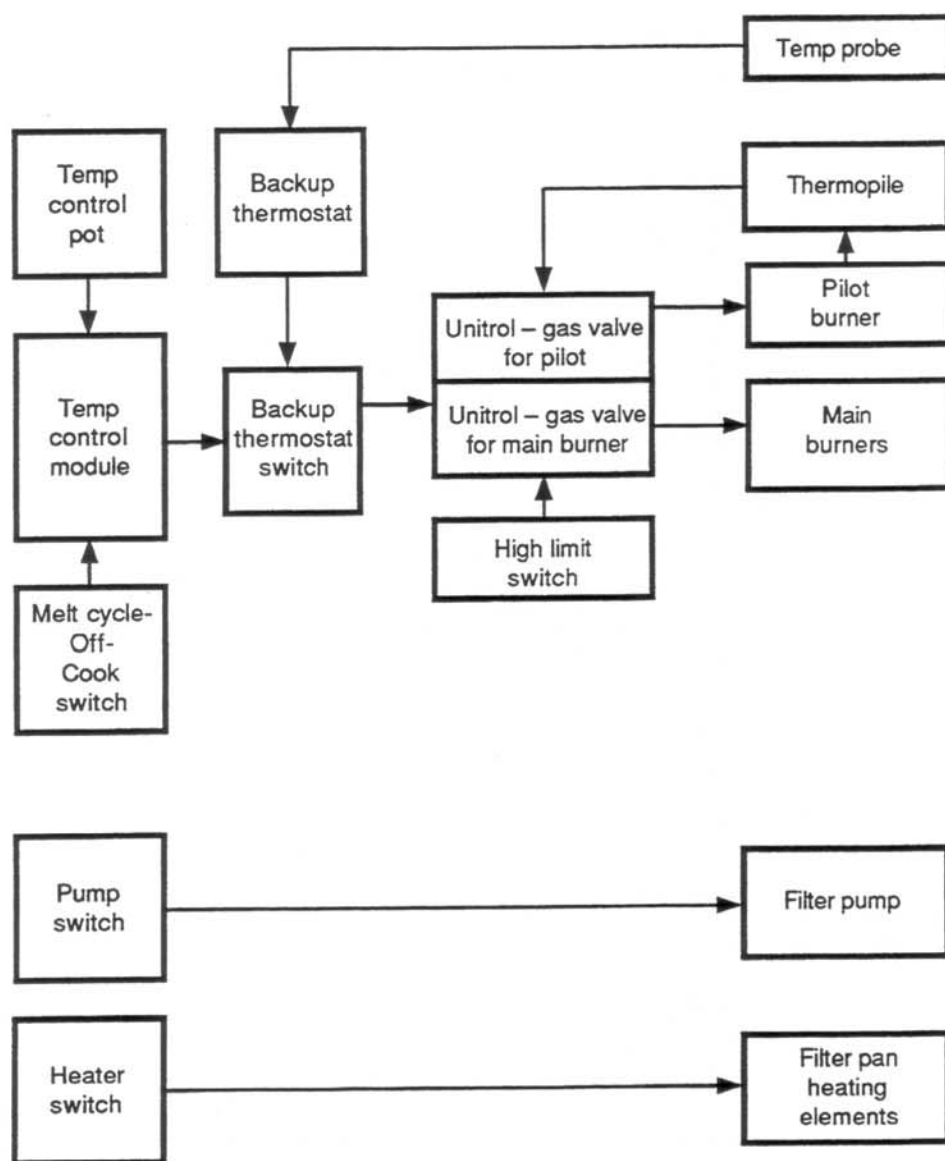 Temp probe
Temp
control
pot
Backup
thermostat
Thermopile
Pilot
burner
Unitrol – gas valve
for pilot
Temp
control
module
Backup
thermostat
switch
Unitrol – gas valve
for main burner
Main
burners
High limit
switch
Melt cycle-
Off-
Cook
switch
Pump
switch
Filter pump
Heater
switch
Filter pan
heating
elements